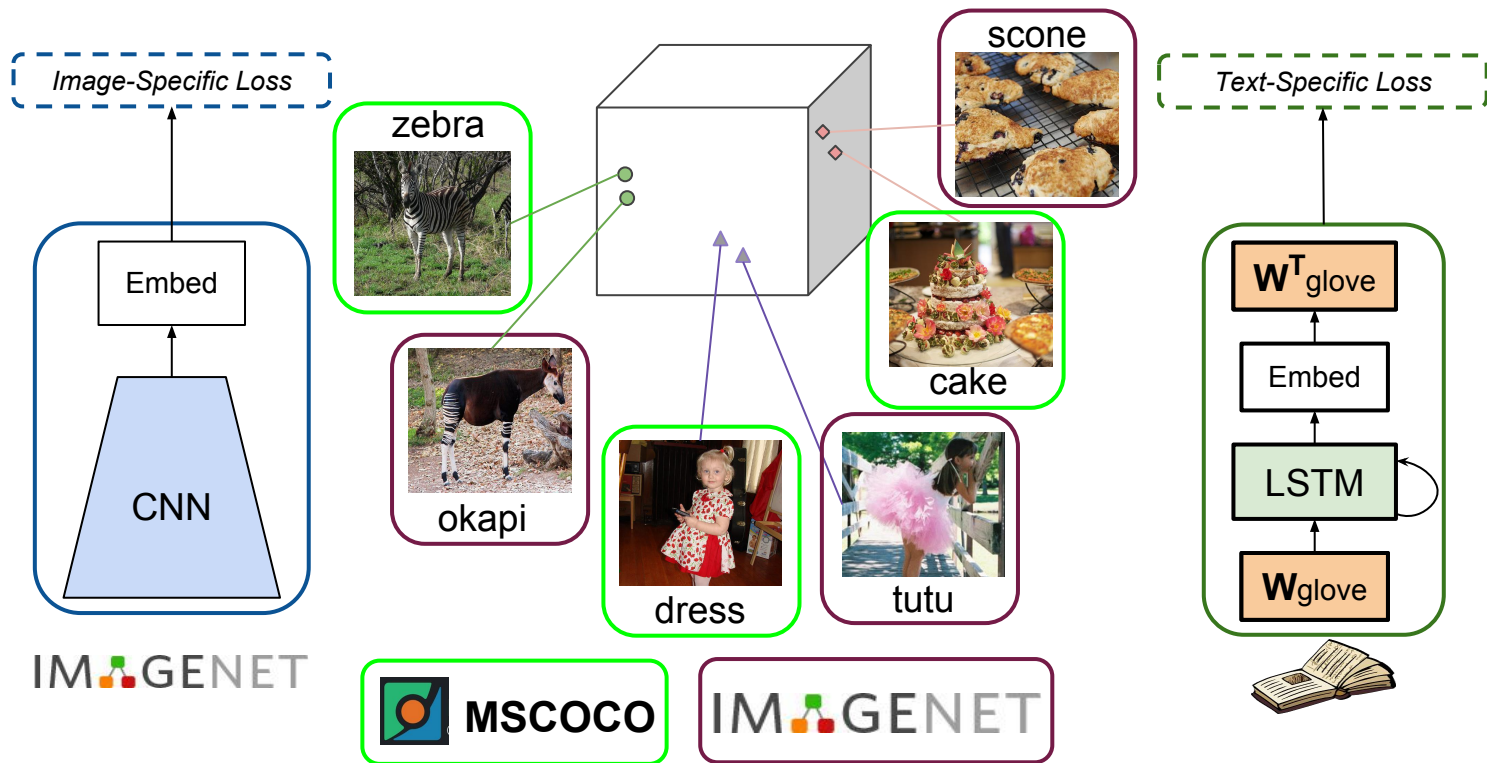 Image-Specific Loss
Embed
CNN
IMAGENET
zebra
okapi
dress
tutu
cake
scone
MSCOCO
IMAGENET
Text-Specific Loss
W^T glove
Embed
LSTM
Wglove